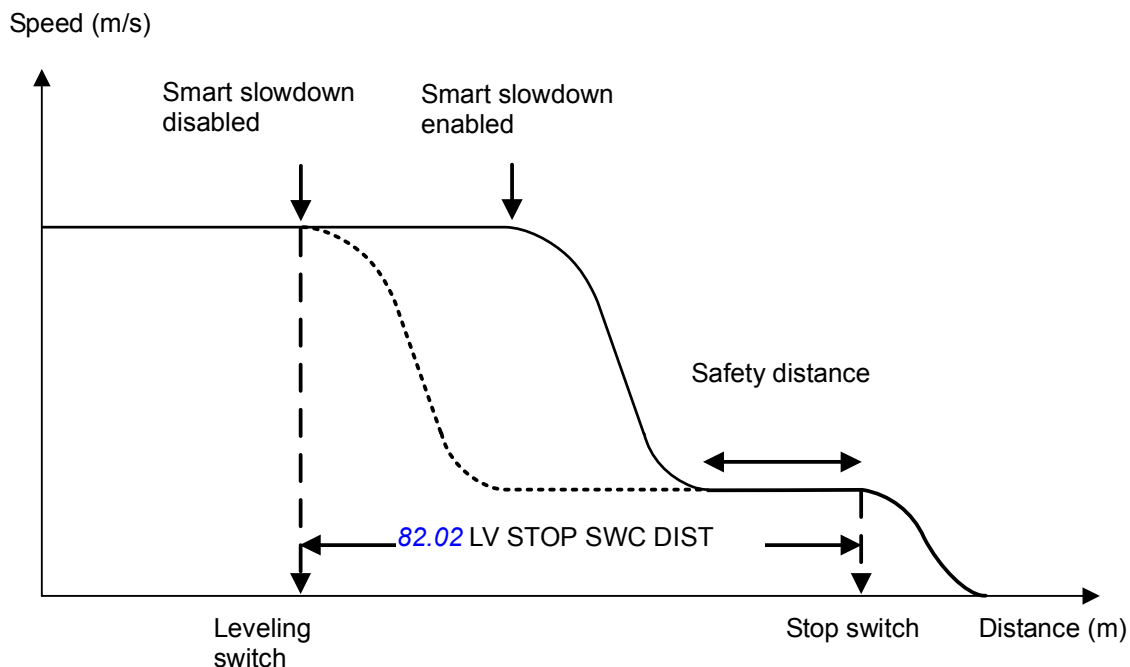 Speed (m/s)
Smart slowdown
disabled
Smart slowdown
enabled
Safety distance
82.02 LV STOP SWC DIST
Leveling
switch
Stop switch
Distance (m)